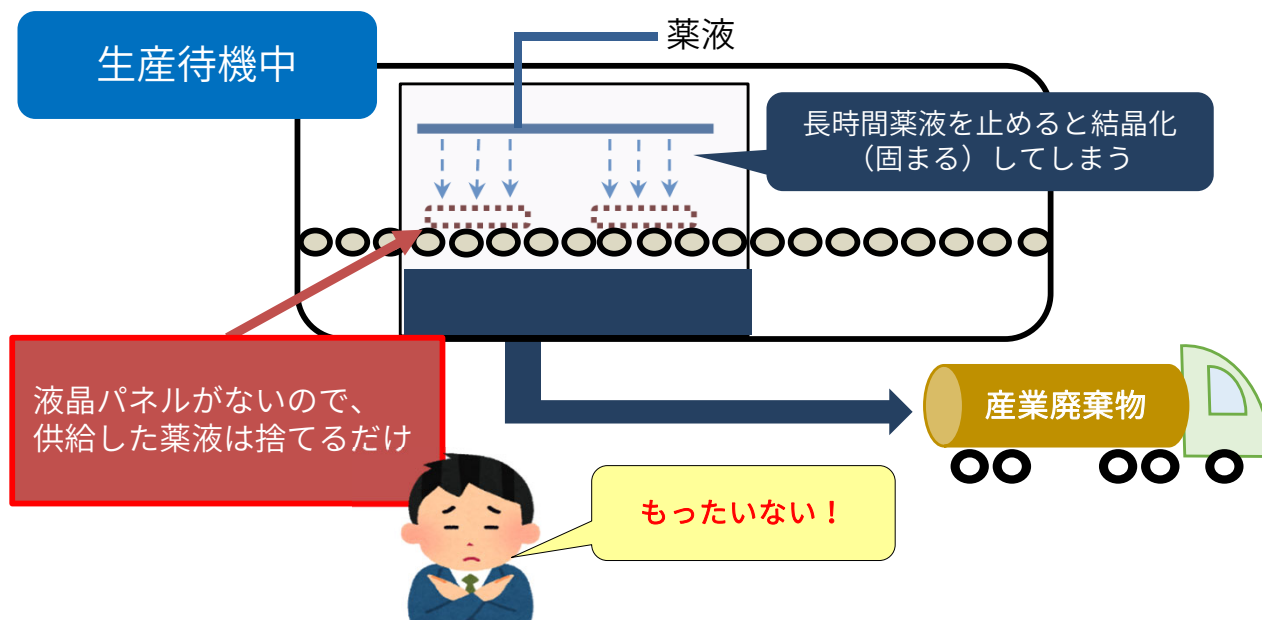 生産待機中
薬液
長時間薬液を止めると結晶化
（固まる）してしまう
液晶パネルがないので、
供給した薬液は捨てるだけ
産業廃棄物
もったいない！